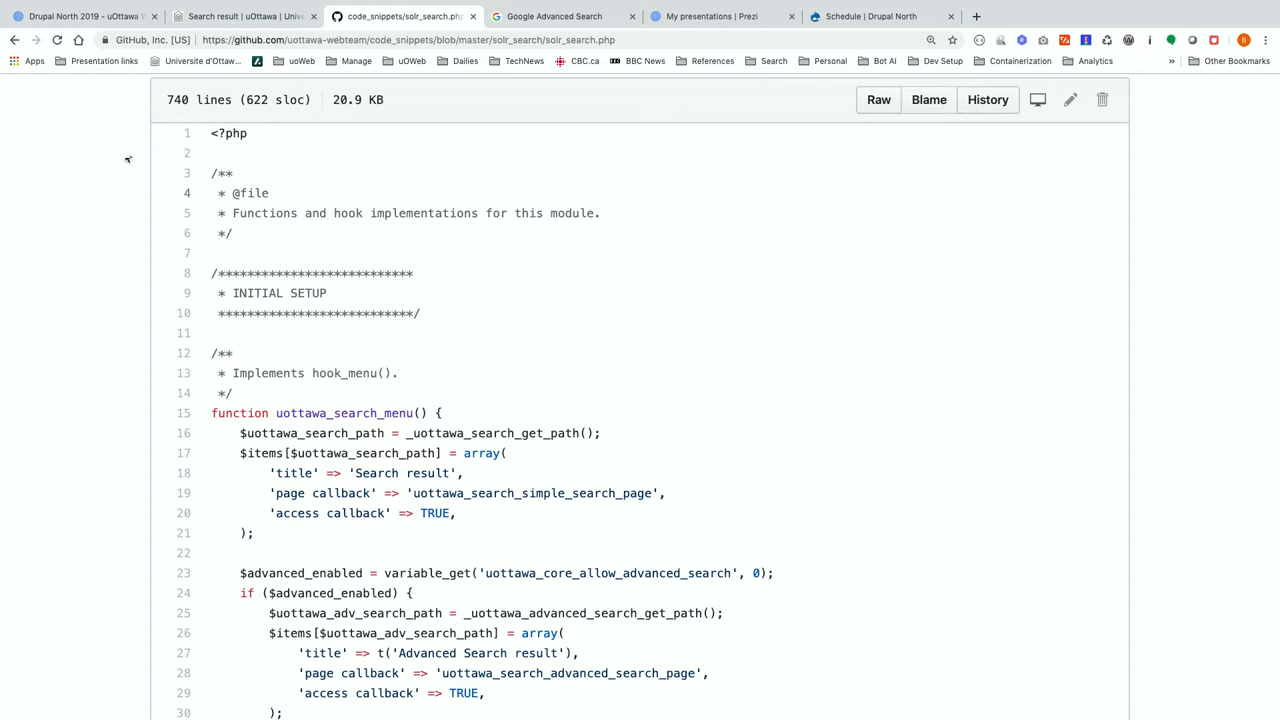 Drupal North 2019 - uOttawa
Search result | uOttawa | Unive
code_snippets/solr_search.php
Google Advanced Search
My presentations | Prezi
Schedule | Drupal North
GitHub, Inc. [US] https://github.com/uottawa-webteam/code_snippets/blob/master/solr_search/solr_search.php
Apps Presentation links Universite d'Ottaw... uoWeb Manage uOWeb Dailies TechNews CBC.ca BBC News References Search Personal Bot AI Dev Setup Containerization Analytics » Other Bookmarks
740 lines (622 sloc) 20.9 KB Raw Blame History
1 <?php
2
3 /**
4 * @file
5 * Functions and hook implementations for this module.
6 */
7
8 /***************************
9 * INITIAL SETUP
10 ***************************/
11
12 /**
13 * Implements hook_menu().
14 */
15 function uottawa_search_menu() {
16 $uottawa_search_path = _uottawa_search_get_path();
17 $items[$uottawa_search_path] = array(
18 'title' => 'Search result',
19 'page callback' => 'uottawa_search_simple_search_page',
20 'access callback' => TRUE,
21 );
22
23 $advanced_enabled = variable_get('uottawa_core_allow_advanced_search', 0);
24 if ($advanced_enabled) {
25 $uottawa_adv_search_path = _uottawa_advanced_search_get_path();
26 $items[$uottawa_adv_search_path] = array(
27 'title' => t('Advanced Search result'),
28 'page callback' => 'uottawa_search_advanced_search_page',
29 'access callback' => TRUE,
30 );